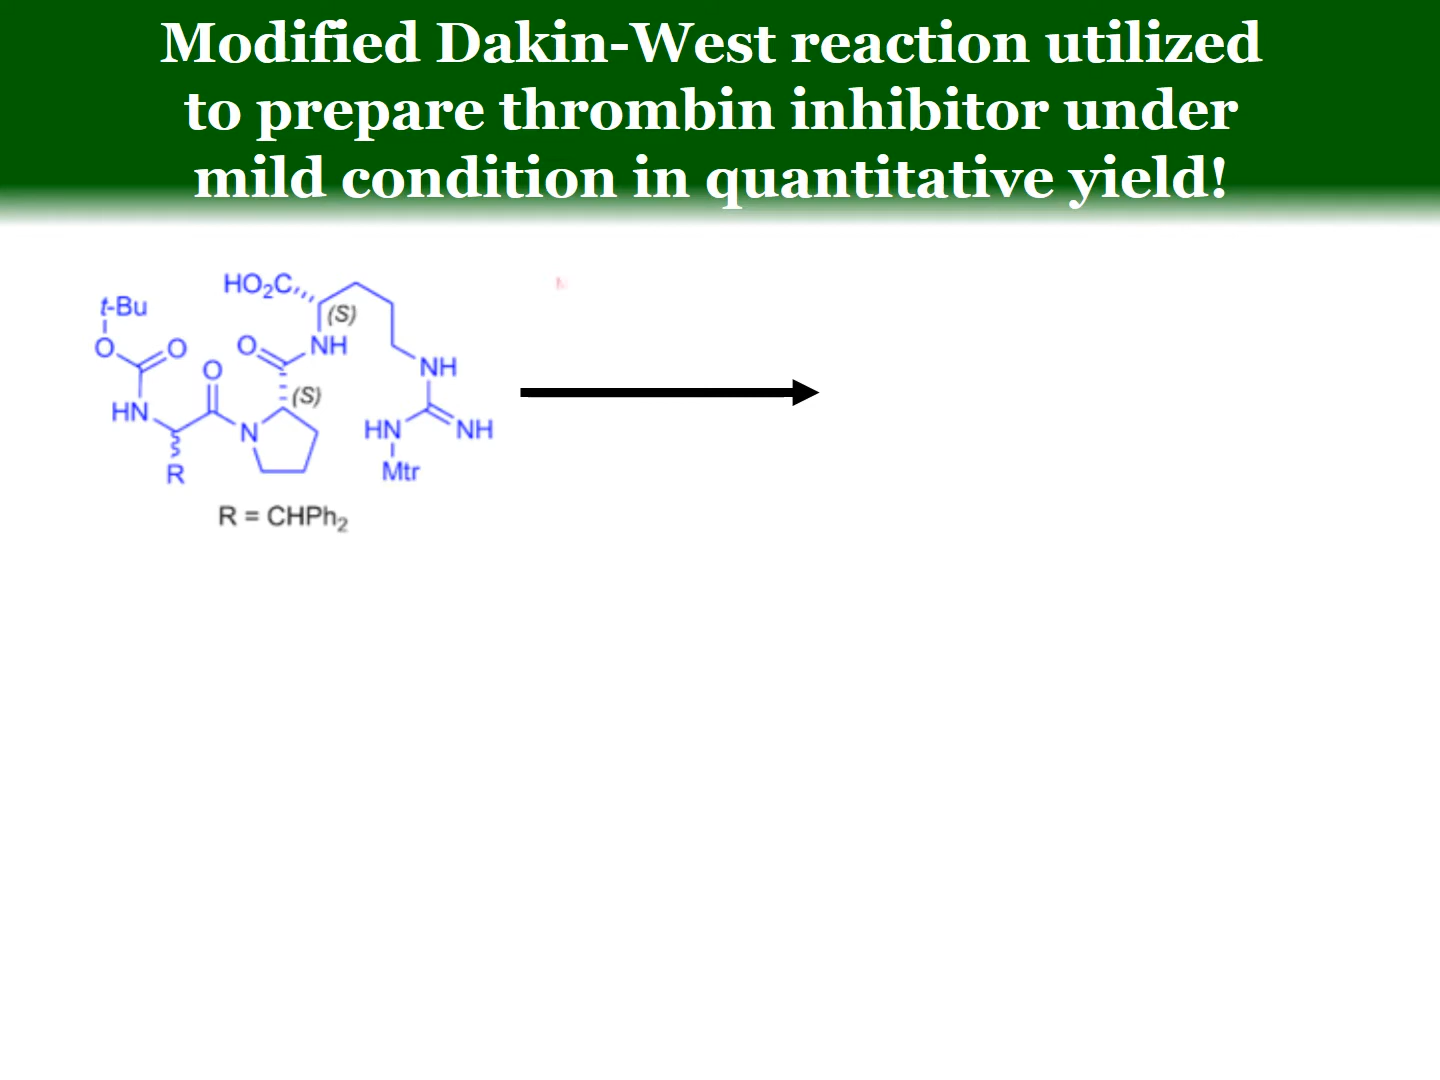 Modified Dakin-West reaction utilized
to prepare thrombin inhibitor under
mild condition in quantitative yield!
HO₂C
t-Bu
(S)
O
O
O
NH
O
NH
(S)
HN
N
HN
NH
R
Mtr
R = CHPh₂